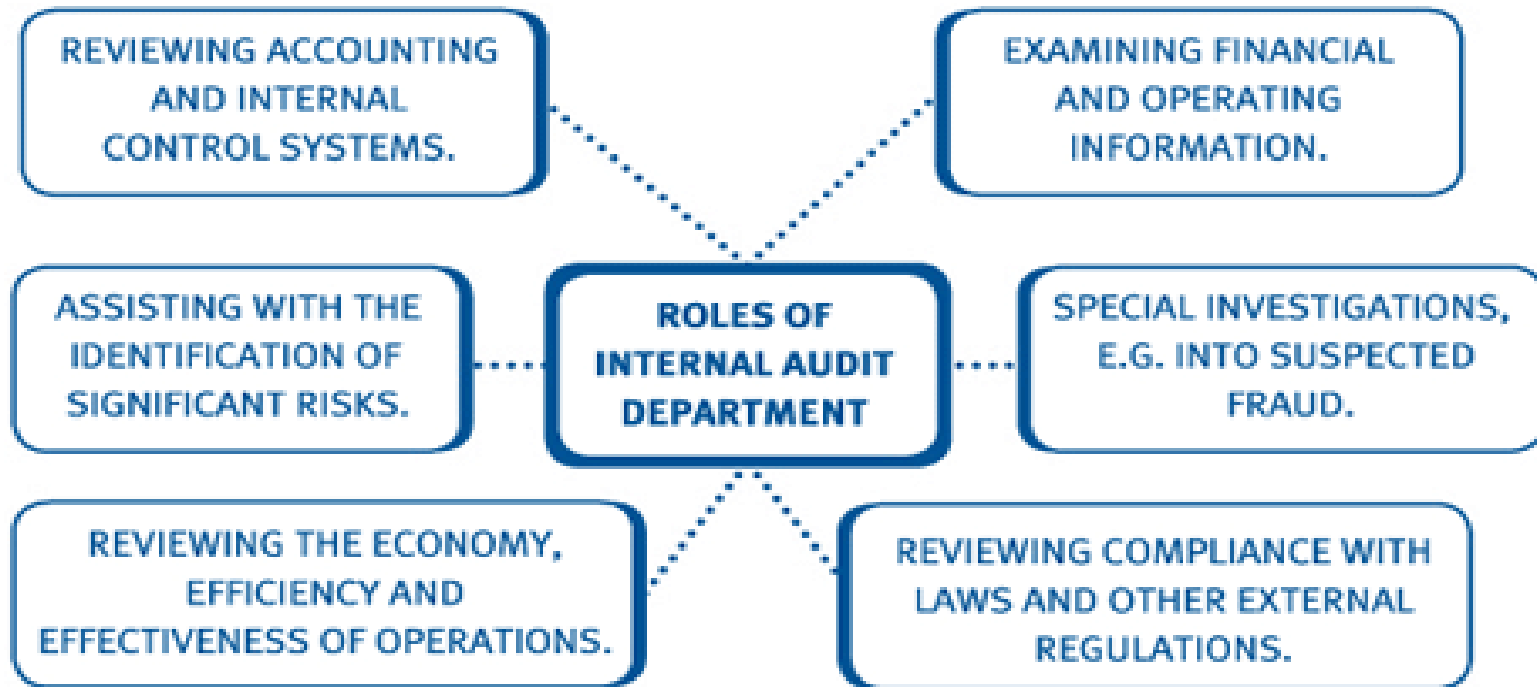 REVIEWING ACCOUNTING
AND INTERNAL
CONTROL SYSTEMS.
EXAMINING FINANCIAL
AND OPERATING
INFORMATION.
ASSISTING WITH THE
IDENTIFICATION OF
SIGNIFICANT RISKS.
ROLES OF
INTERNAL AUDIT
DEPARTMENT
SPECIAL INVESTIGATIONS,
E.G. INTO SUSPECTED
FRAUD.
REVIEWING THE ECONOMY,
EFFICIENCY AND
EFFECTIVENESS OF OPERATIONS.
REVIEWING COMPLIANCE WITH
LAWS AND OTHER EXTERNAL
REGULATIONS.